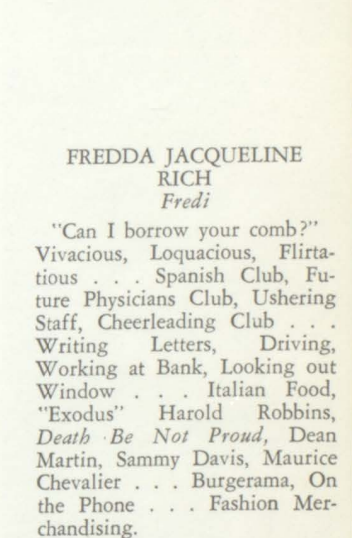 FREDDA JACQUELINE
RICH
Fredi
"Can I borrow your comb?"
Vivacious, Loquacious, Flirta-
tious . . . Spanish Club, Fu-
ture Physicians Club, Ushering
Staff, Cheerleading Club . . .
Writing Letters, Driving,
Working at Bank, Looking out
Window . . . Italian Food,
"Exodus" Harold Robbins,
Death Be Not Proud, Dean
Martin, Sammy Davis, Maurice
Chevalier . . . Burgerama, On
the Phone . . . Fashion Mer-
chandising.